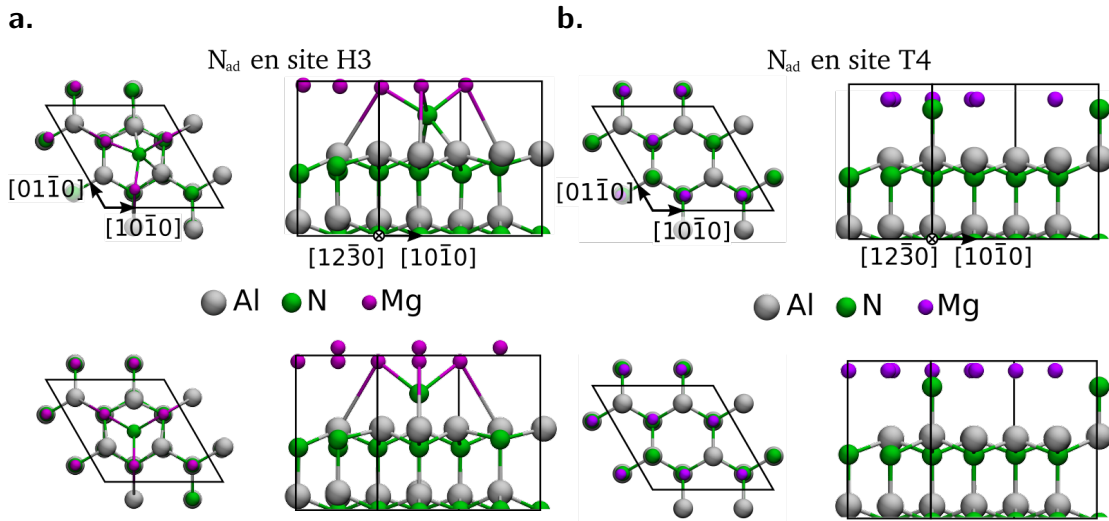 a.
N_ad en site H3
[011̄0]
[101̄0]
[123̄0]
[101̄0]
Al N Mg
b.
N_ad en site T4
[011̄0]
[101̄0]
[123̄0]
[101̄0]
Al N Mg